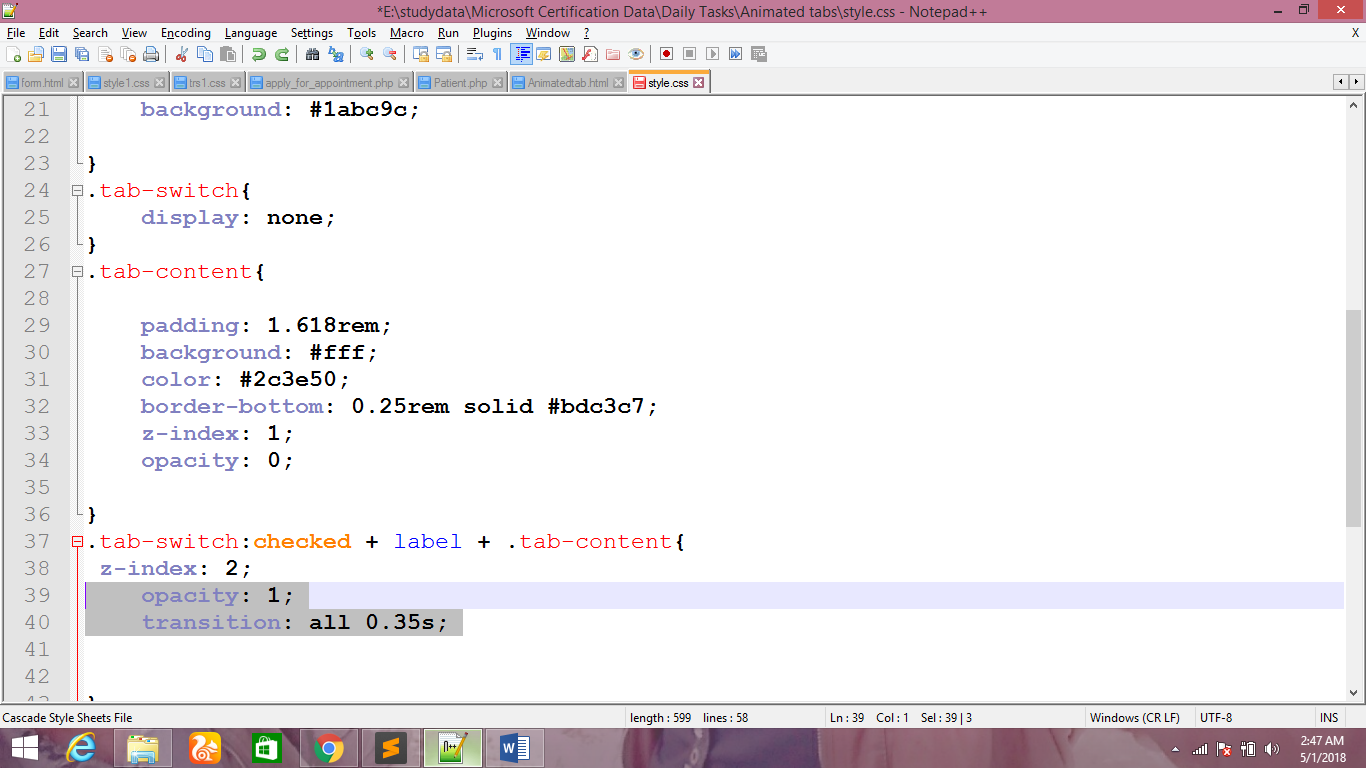 *E:\studydata\Microsoft Certification Data\Daily Tasks\Animated tabs\style.css - Notepad++
File Edit Search View Encoding Language Settings Tools Macro Run Plugins Window ? X
form.html style1.css trs1.css apply_for_appointment.php Patient.php Animatedtab.html style.css
21 background: #1abc9c;
22
23 }
24 .tab-switch{
25 display: none;
26 }
27 .tab-content{
28
29 padding: 1.618rem;
30 background: #fff;
31 color: #2c3e50;
32 border-bottom: 0.25rem solid #bdc3c7;
33 z-index: 1;
34 opacity: 0;
35
36 }
37 .tab-switch:checked + label + .tab-content{
38 z-index: 2;
39 opacity: 1;
40 transition: all 0.35s;
41
42
Cascade Style Sheets File length : 599 lines : 58 Ln : 39 Col : 1 Sel : 39 | 3 Windows (CR LF) UTF-8 INS
2:47 AM
5/1/2018